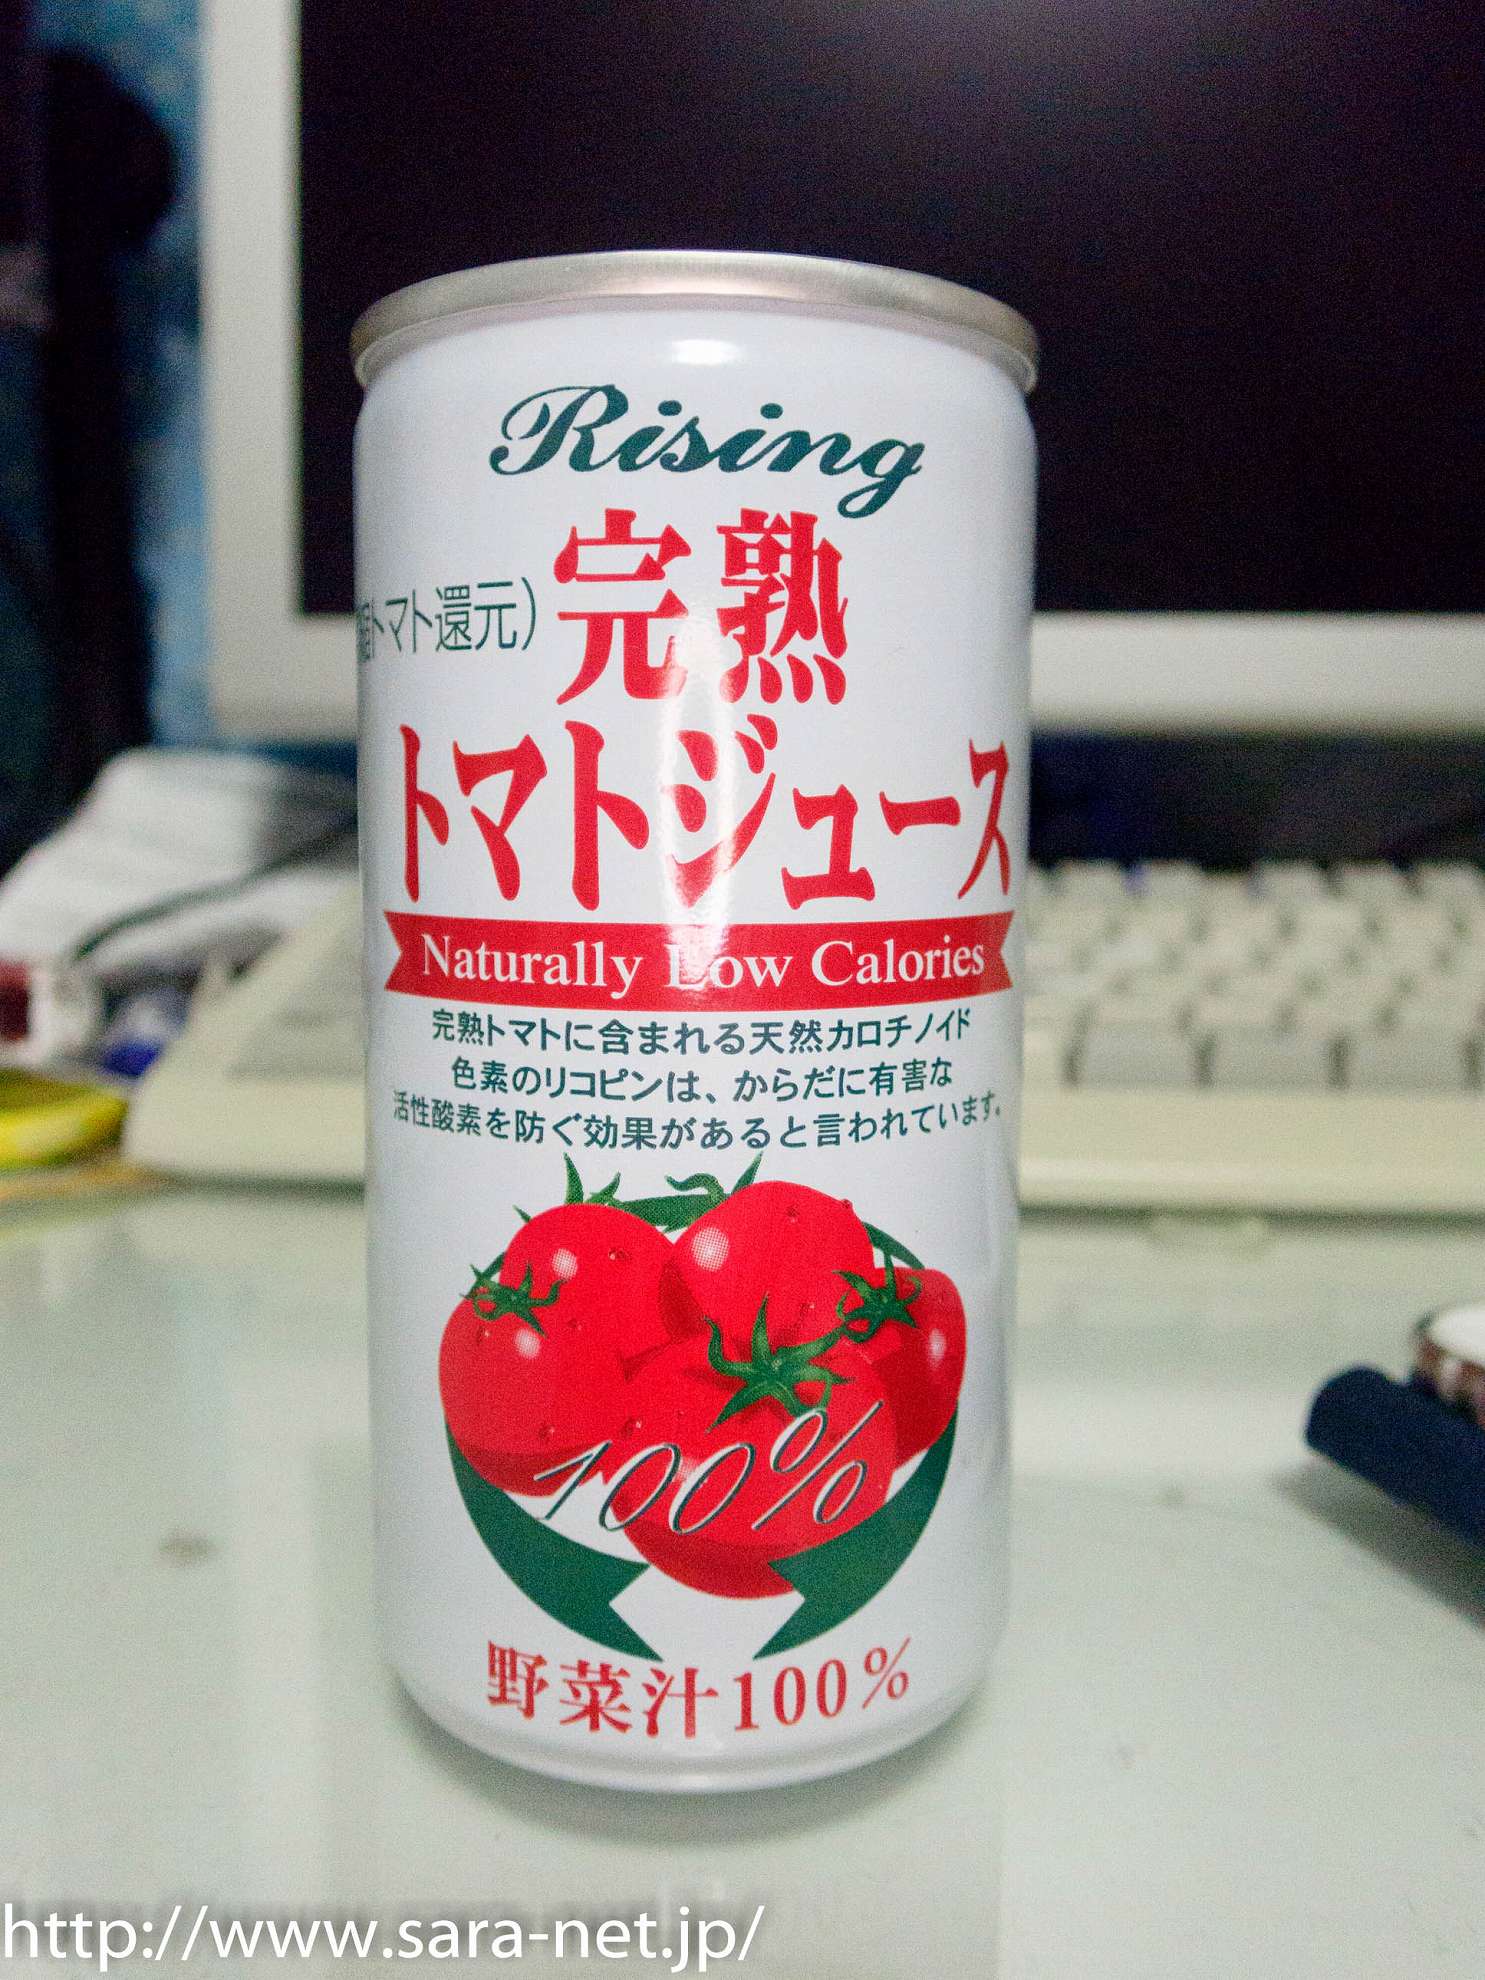 Rising
完熟
トマト還元）
トマトジュース
Naturally Low Calories
完熟トマトに含まれる天然カロチノイド
色素のリコピンは、からだに有害な
活性酸素を防ぐ効果があると言われています。
100%
野菜汁100%
http://www.sara-net.jp/